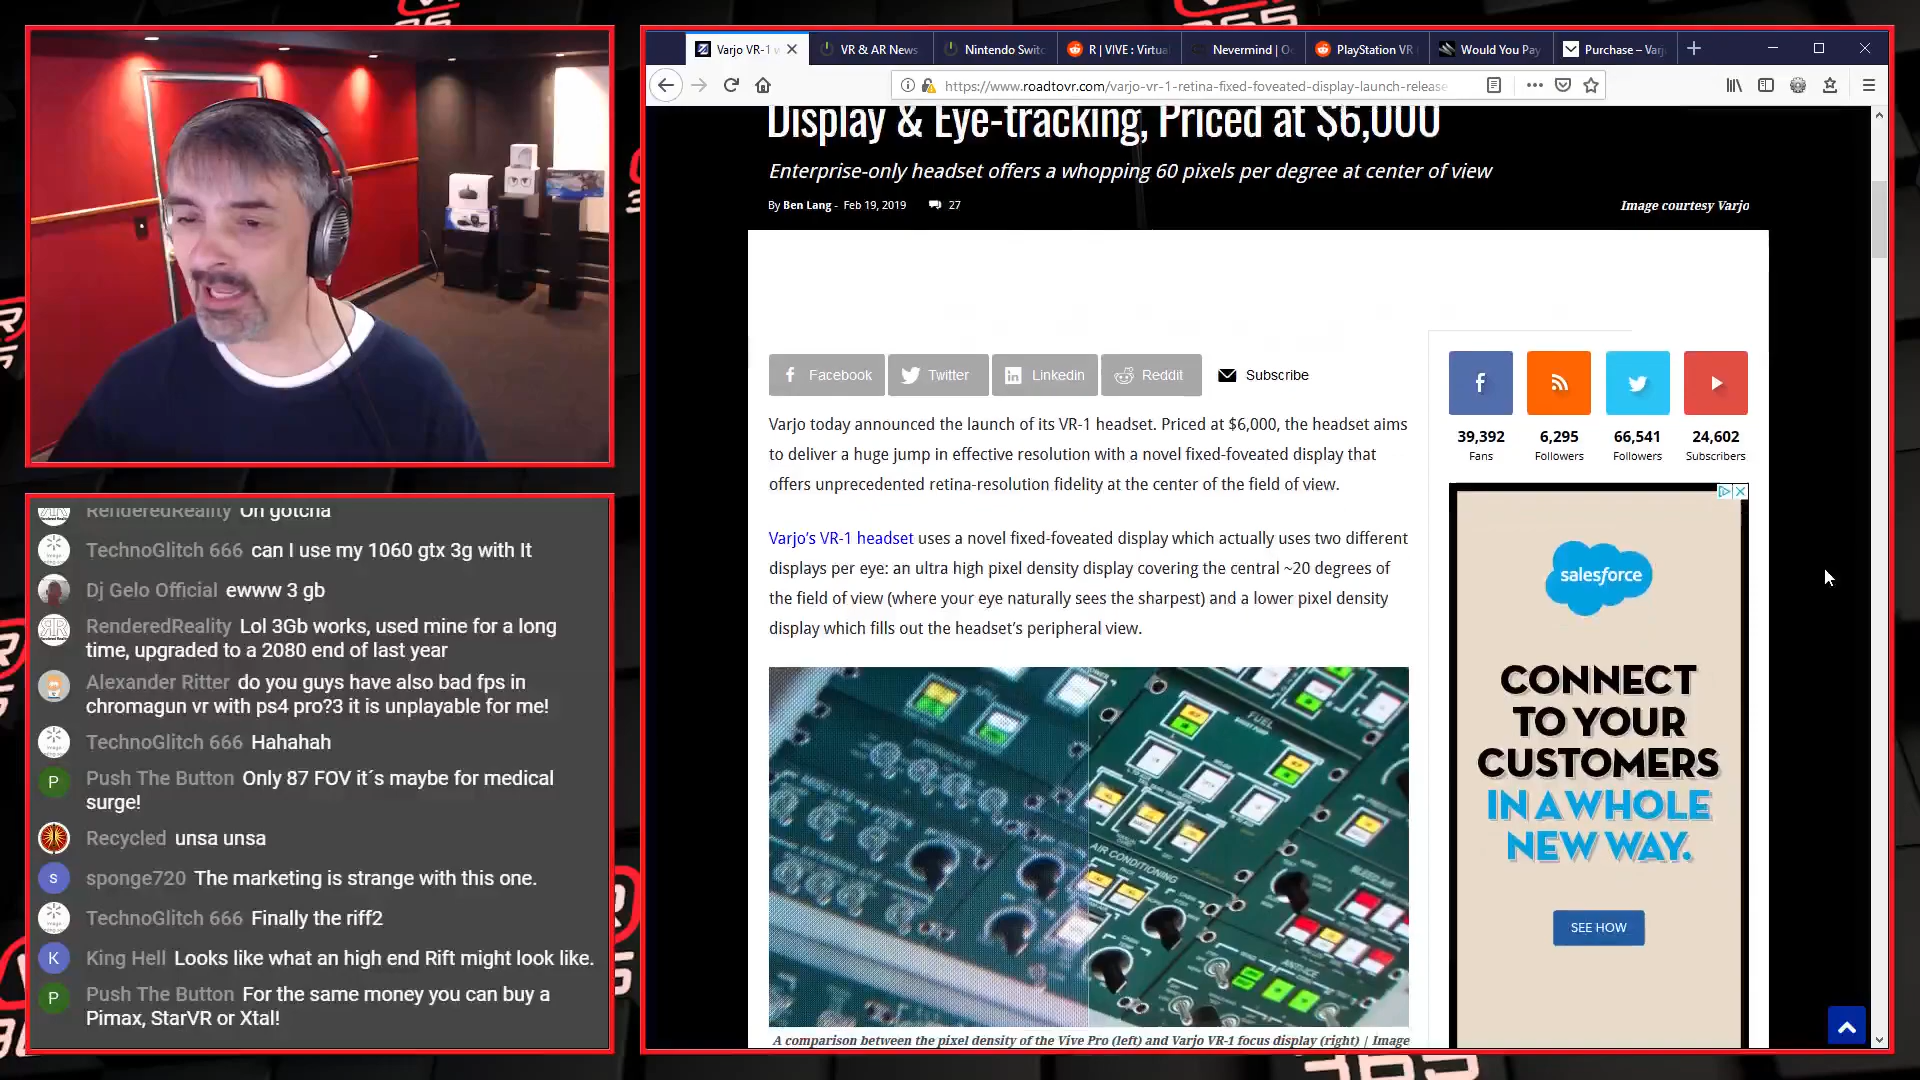 Varjo VR-1 w
VR & AR News
Nintendo Switc
R | VIVE : Virtua
Nevermind | Oc
PlayStation VR
Would You Pay
Purchase – Varj
https://www.roadtovr.com/varjo-vr-1-retina-fixed-foveated-display-launch-release
Display & Eye-tracking, Priced at $6,000
Enterprise-only headset offers a whopping 60 pixels per degree at center of view
By Ben Lang - Feb 19, 2019 27
Image courtesy Varjo
Facebook
Twitter
Linkedin
Reddit
Subscribe
Varjo today announced the launch of its VR-1 headset. Priced at $6,000, the headset aims
to deliver a huge jump in effective resolution with a novel fixed-foveated display that
offers unprecedented retina-resolution fidelity at the center of the field of view.
Varjo's VR-1 headset uses a novel fixed-foveated display which actually uses two different
displays per eye: an ultra high pixel density display covering the central ~20 degrees of
the field of view (where your eye naturally sees the sharpest) and a lower pixel density
display which fills out the headset's peripheral view.
FUEL
AIR CONDITIONING
A comparison between the pixel density of the Vive Pro (left) and Varjo VR-1 focus display (right) | Image
39,392
Fans
6,295
Followers
66,541
Followers
24,602
Subscribers
salesforce
CONNECT
TO YOUR
CUSTOMERS
IN A WHOLE
NEW WAY.
SEE HOW
RenderedReality Oh gotcha
TechnoGlitch 666 can I use my 1060 gtx 3g with It
Dj Gelo Official ewww 3 gb
RenderedReality Lol 3Gb works, used mine for a long
time, upgraded to a 2080 end of last year
Alexander Ritter do you guys have also bad fps in
chromagun vr with ps4 pro?3 it is unplayable for me!
TechnoGlitch 666 Hahahah
P
Push The Button Only 87 FOV it´s maybe for medical
surge!
Recycled unsa unsa
s
sponge720 The marketing is strange with this one.
TechnoGlitch 666 Finally the riff2
K
King Hell Looks like what an high end Rift might look like.
P
Push The Button For the same money you can buy a
Pimax, StarVR or Xtal!